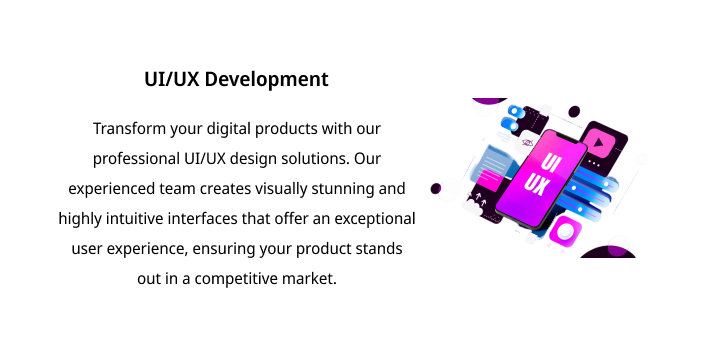 UI/UX Development
Transform your digital products with our
professional UI/UX design solutions. Our
experienced team creates visually stunning and
highly intuitive interfaces that offer an exceptional
user experience, ensuring your product stands
out in a competitive market.
UI
UX